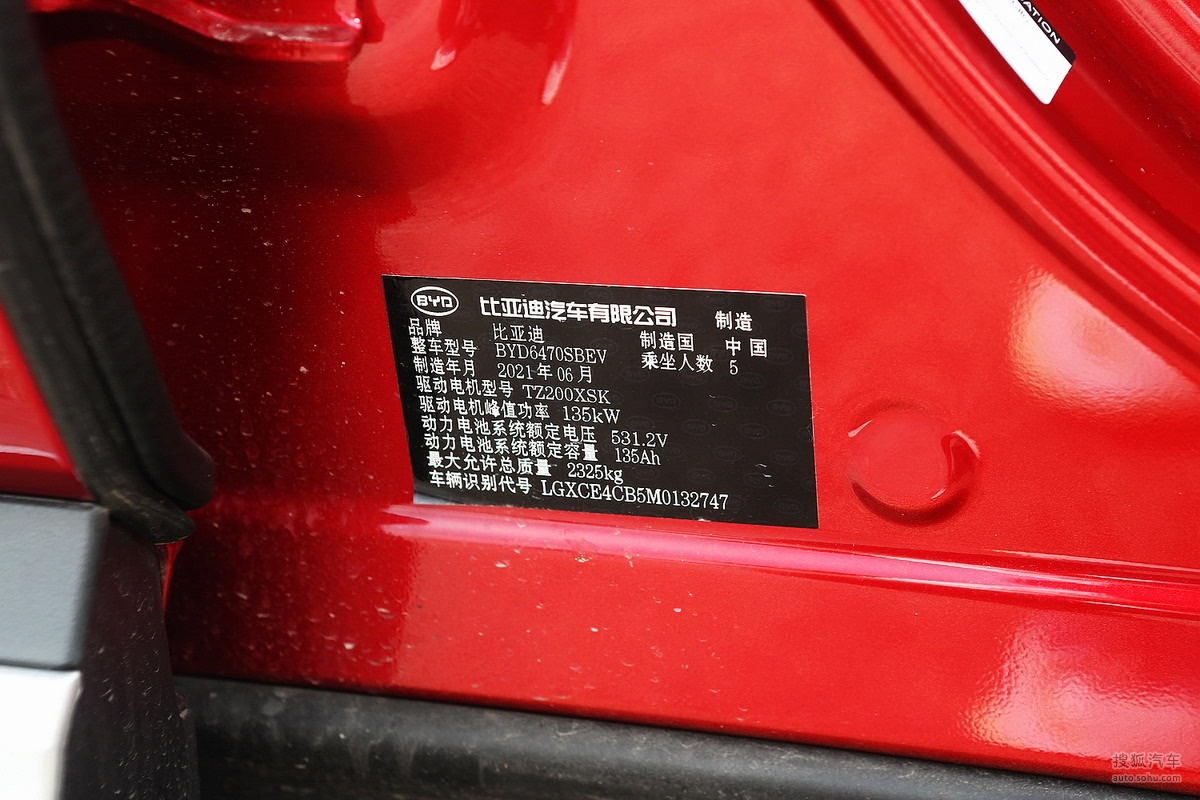 ATION
BYD 比亚迪汽车有限公司 制造
品牌 比亚迪 制造国 中国
整车型号 BYD6470SBEV 乘坐人数 5
制造年月 2021年06月
驱动电机型号 TZ200XSK
驱动电机峰值功率 135kW
动力电池系统额定电压 531.2V
动力电池系统额定容量 135Ah
最大允许总质量 2325kg
车辆识别代号 LGXCE4CB5M0132747
搜狐汽车
auto.sohu.com